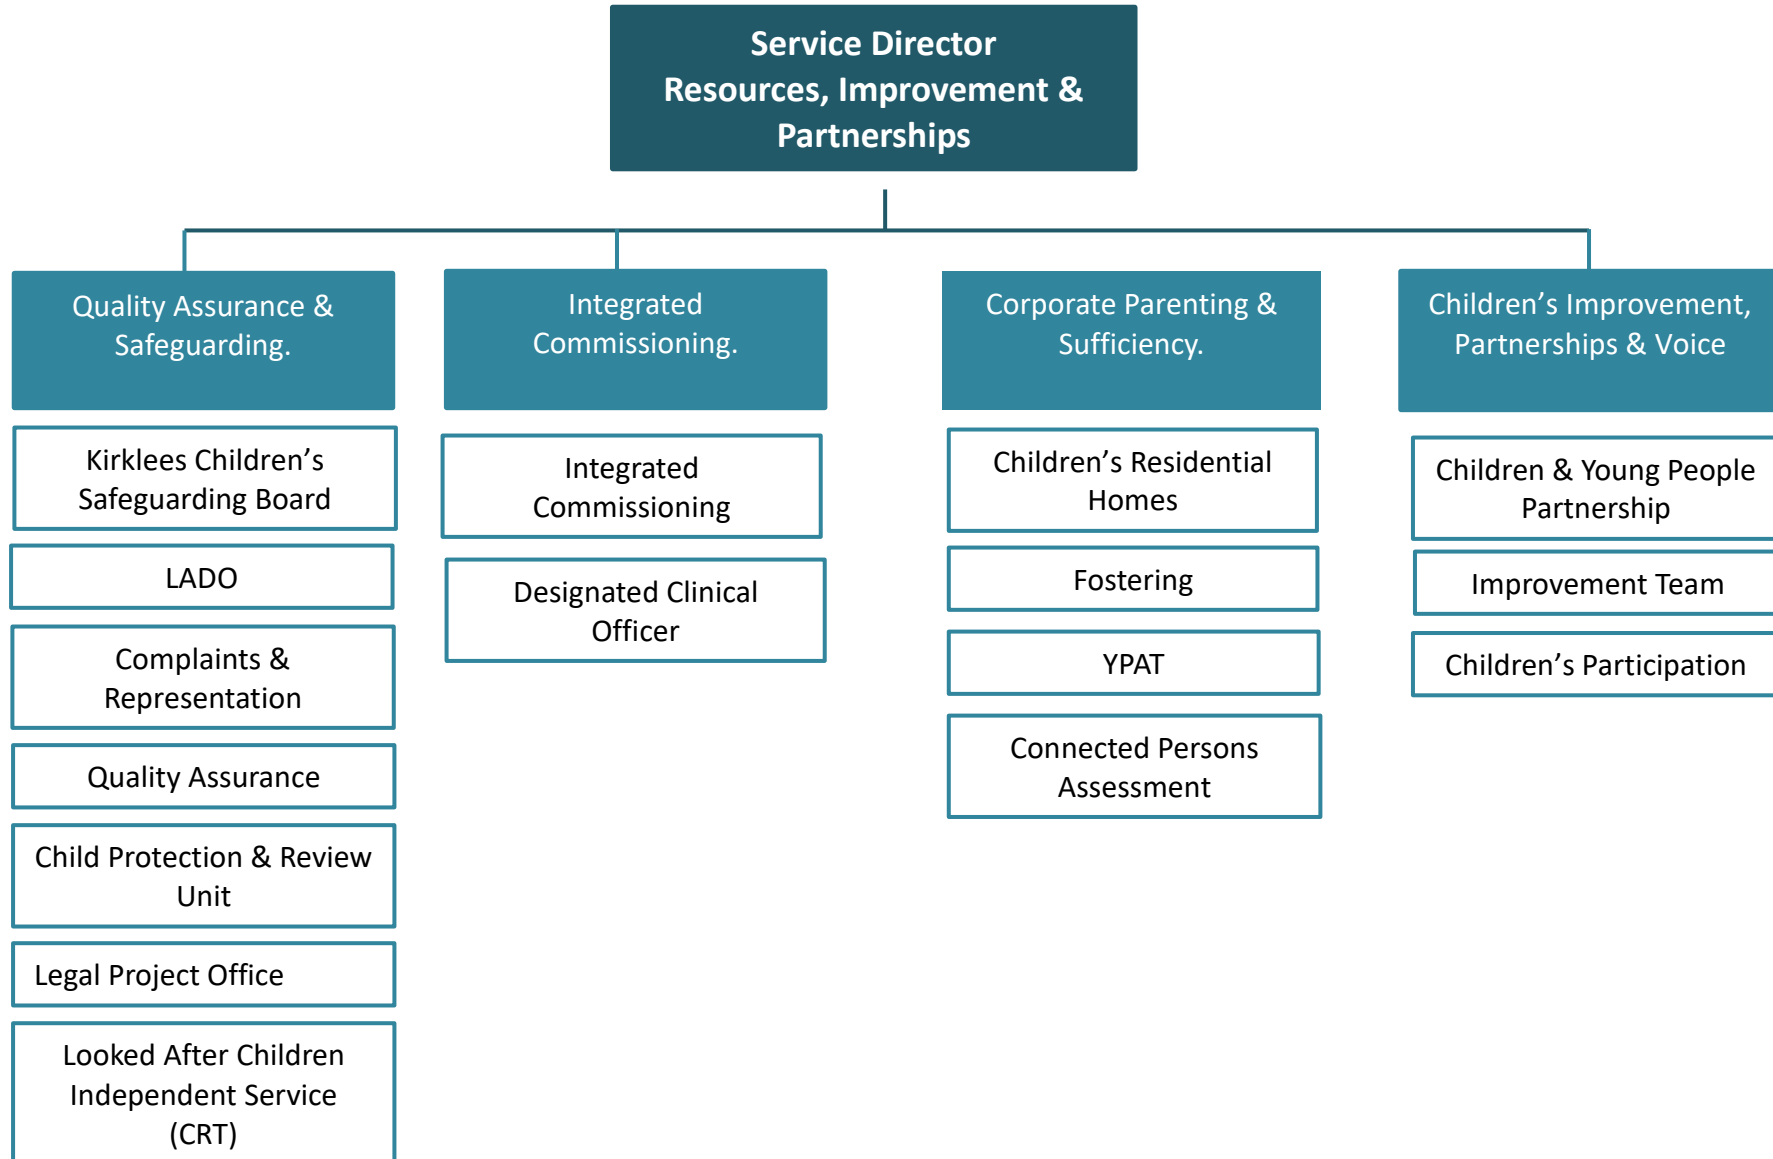 Service Director
Resources, Improvement &
Partnerships
Quality Assurance &
Safeguarding.
Kirklees Children’s
Safeguarding Board
LADO
Complaints &
Representation
Quality Assurance
Child Protection & Review
Unit
Legal Project Office
Looked After Children
Independent Service
(CRT)
Integrated
Commissioning.
Integrated
Commissioning
Designated Clinical
Officer
Corporate Parenting &
Sufficiency.
Children’s Residential
Homes
Fostering
YPAT
Connected Persons
Assessment
Children’s Improvement,
Partnerships & Voice
Children & Young People
Partnership
Improvement Team
Children’s Participation